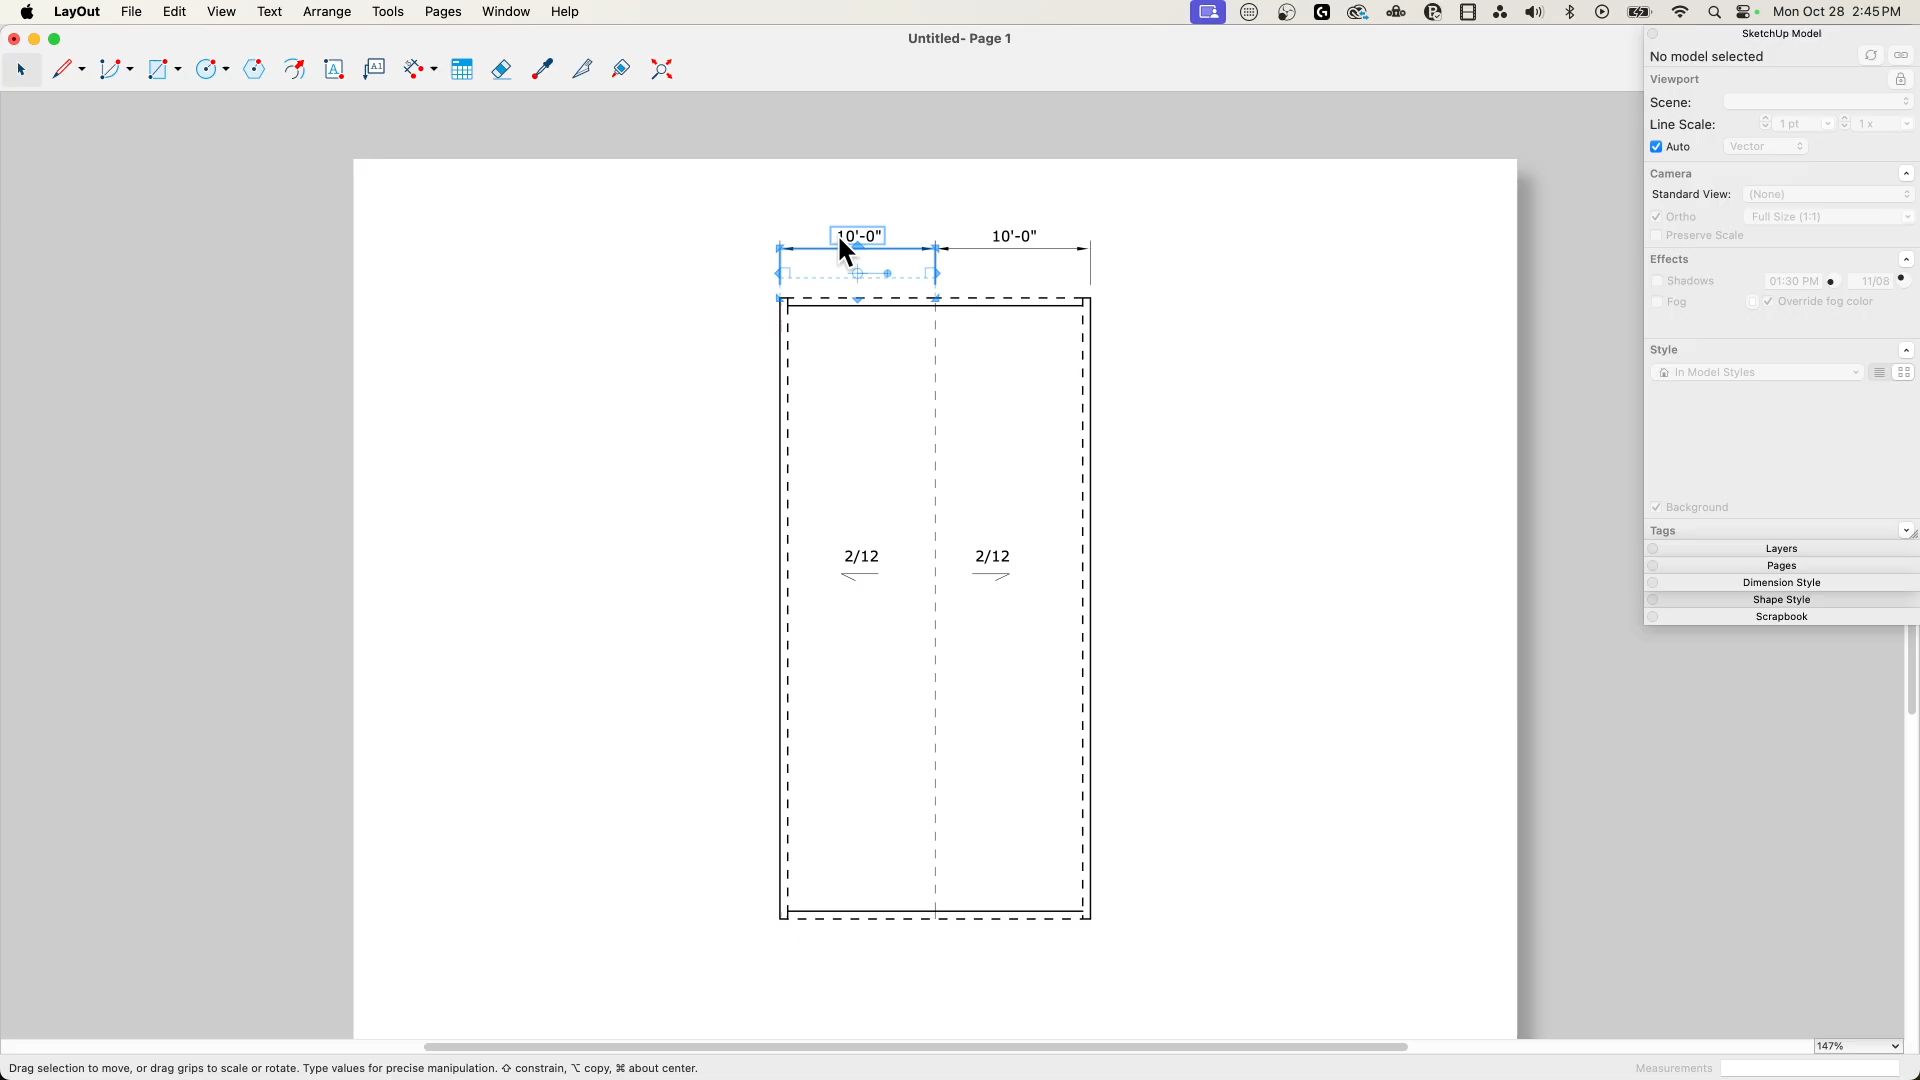 LayOut File Edit View Text Arrange Tools Pages Window Help
Mon Oct 28 2:45 PM
Untitled- Page 1
SketchUp Model
No model selected
Viewport
Scene:
Line Scale: 1 pt 1 x
Auto Vector
Camera
Standard View: (None)
Ortho Full Size (1:1)
Preserve Scale
Effects
Shadows 01:30 PM 11/08
Fog Override fog color
Style
In Model Styles
Background
Tags
Layers
Pages
Dimension Style
Shape Style
Scrapbook
10'-0" 10'-0"
2/12 2/12
147%
Drag selection to move, or drag grips to scale or rotate. Type values for precise manipulation. ⇧ constrain, ⌥ copy, ⌘ about center.
Measurements